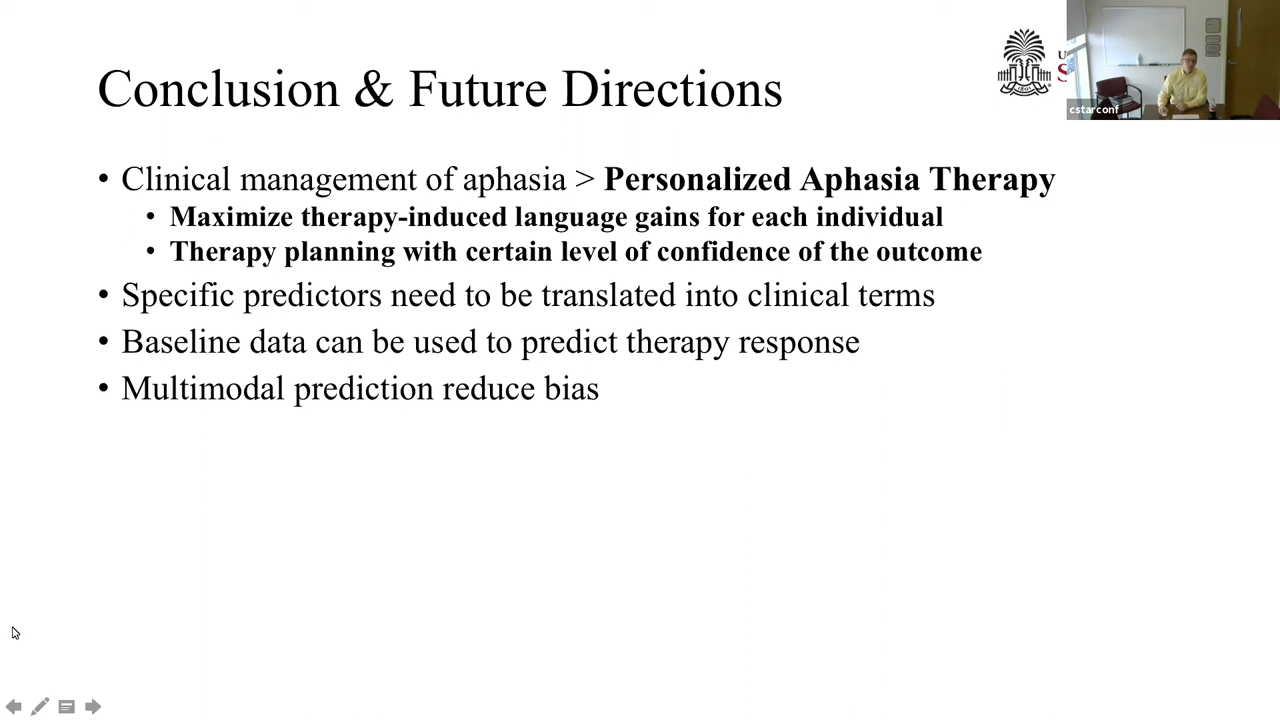 Conclusion & Future Directions
cstarconf
• Clinical management of aphasia > Personalized Aphasia Therapy
• Maximize therapy-induced language gains for each individual
• Therapy planning with certain level of confidence of the outcome
• Specific predictors need to be translated into clinical terms
• Baseline data can be used to predict therapy response
• Multimodal prediction reduce bias